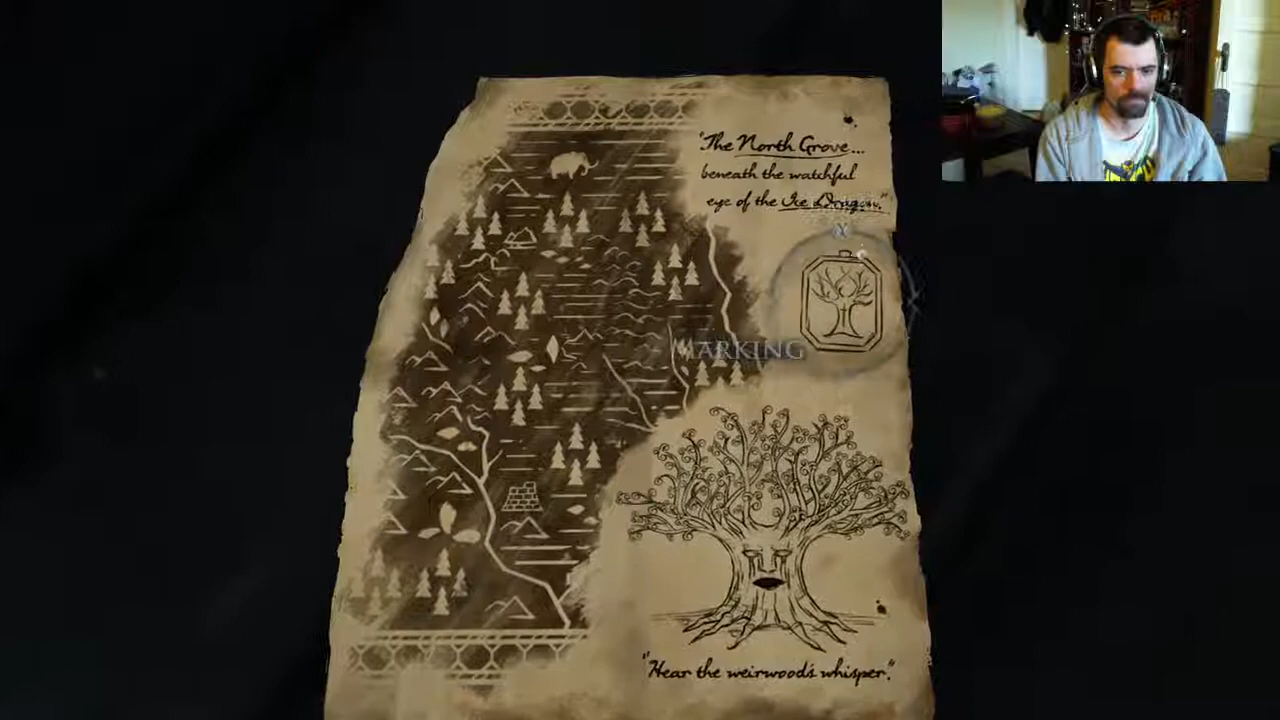 "The North Grove...
beneath the watchful
eye of the Ice Dragon."
MARKING
"Hear the weirwood's whisper."